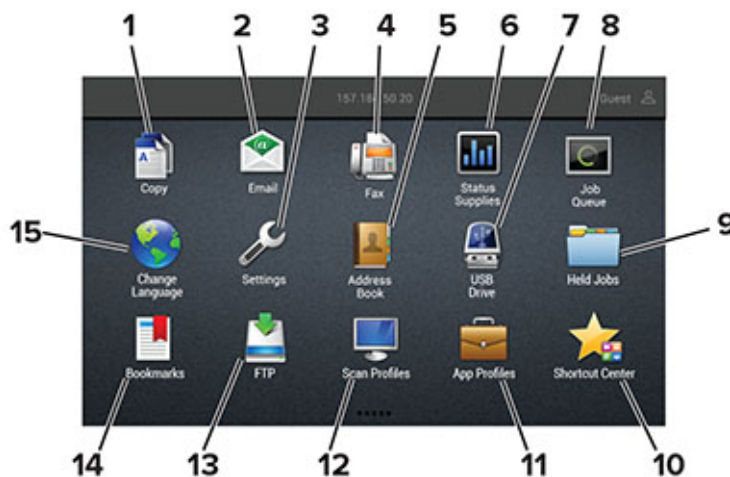 1 2 3 4 5 6 7 8
Guest
Copy Email Fax Status Supplies Job Queue
15 9
Change Language Settings Address Book USB Drive Held Jobs
Bookmarks FTP Scan Profiles App Profiles Shortcut Center
14 13 12 11 10